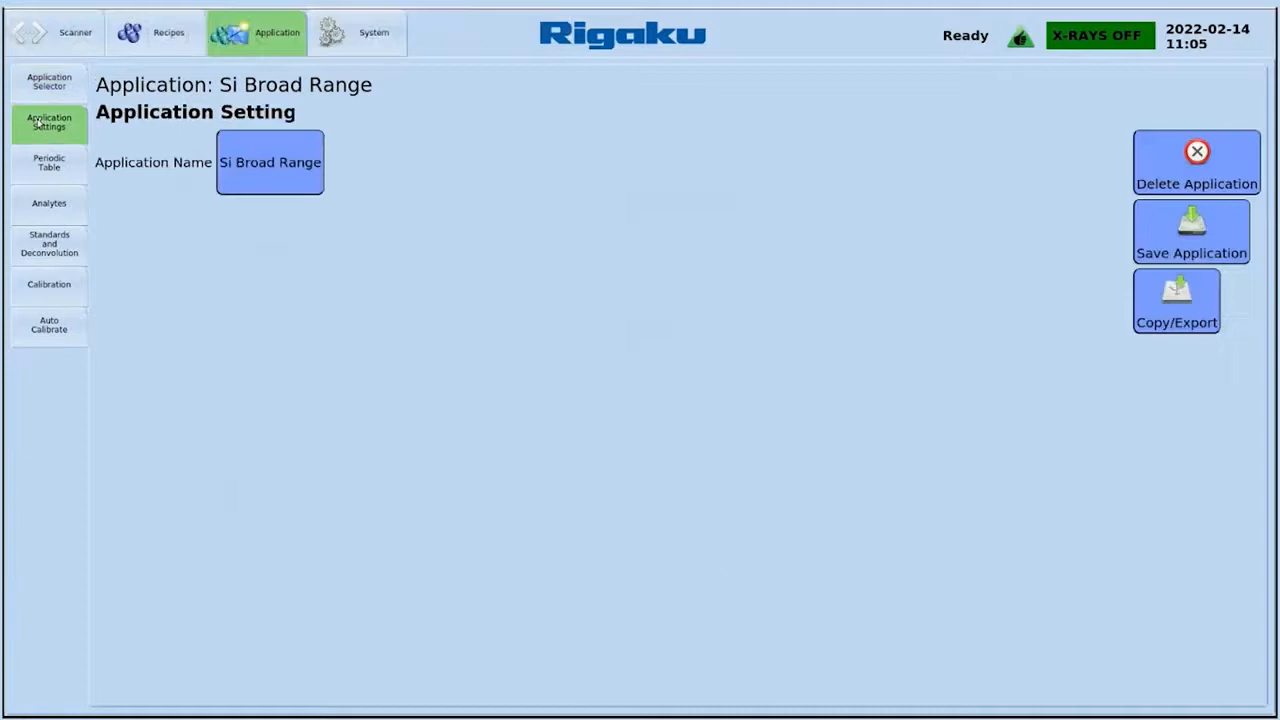 Scanner
Recipes
Application
System
Rigaku
Ready
X-RAYS OFF
2022-02-14
11:05
Application
Selector
Application
Settings
Periodic
Table
Analytes
Standards
and
Deconvolution
Calibration
Auto
Calibrate
Application: Si Broad Range
Application Setting
Application Name
Si Broad Range
Delete Application
Save Application
Copy/Export